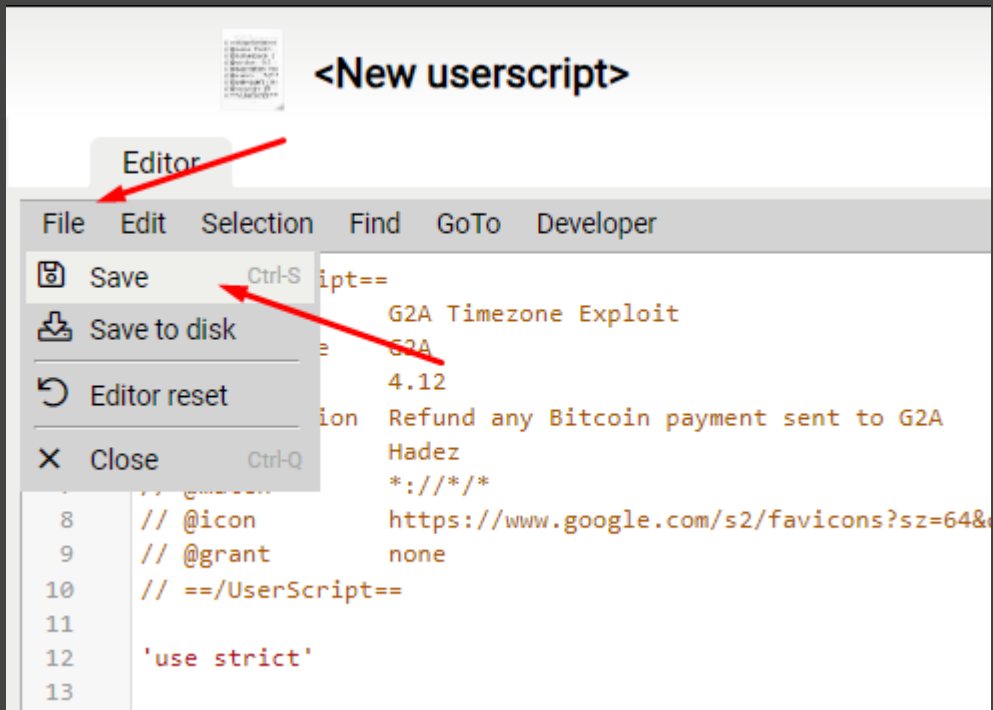 <New userscript>
Editor
File Edit Selection Find GoTo Developer
Save Ctrl-S ipt==
G2A Timezone Exploit
Save to disk
e G2A
4.12
Editor reset
ion Refund any Bitcoin payment sent to G2A
Hadez
Close Ctrl-Q
*://*/*
8 // @icon https://www.google.com/s2/favicons?sz=64&
9 // @grant none
10 // ==/UserScript==
11
12 'use strict'
13